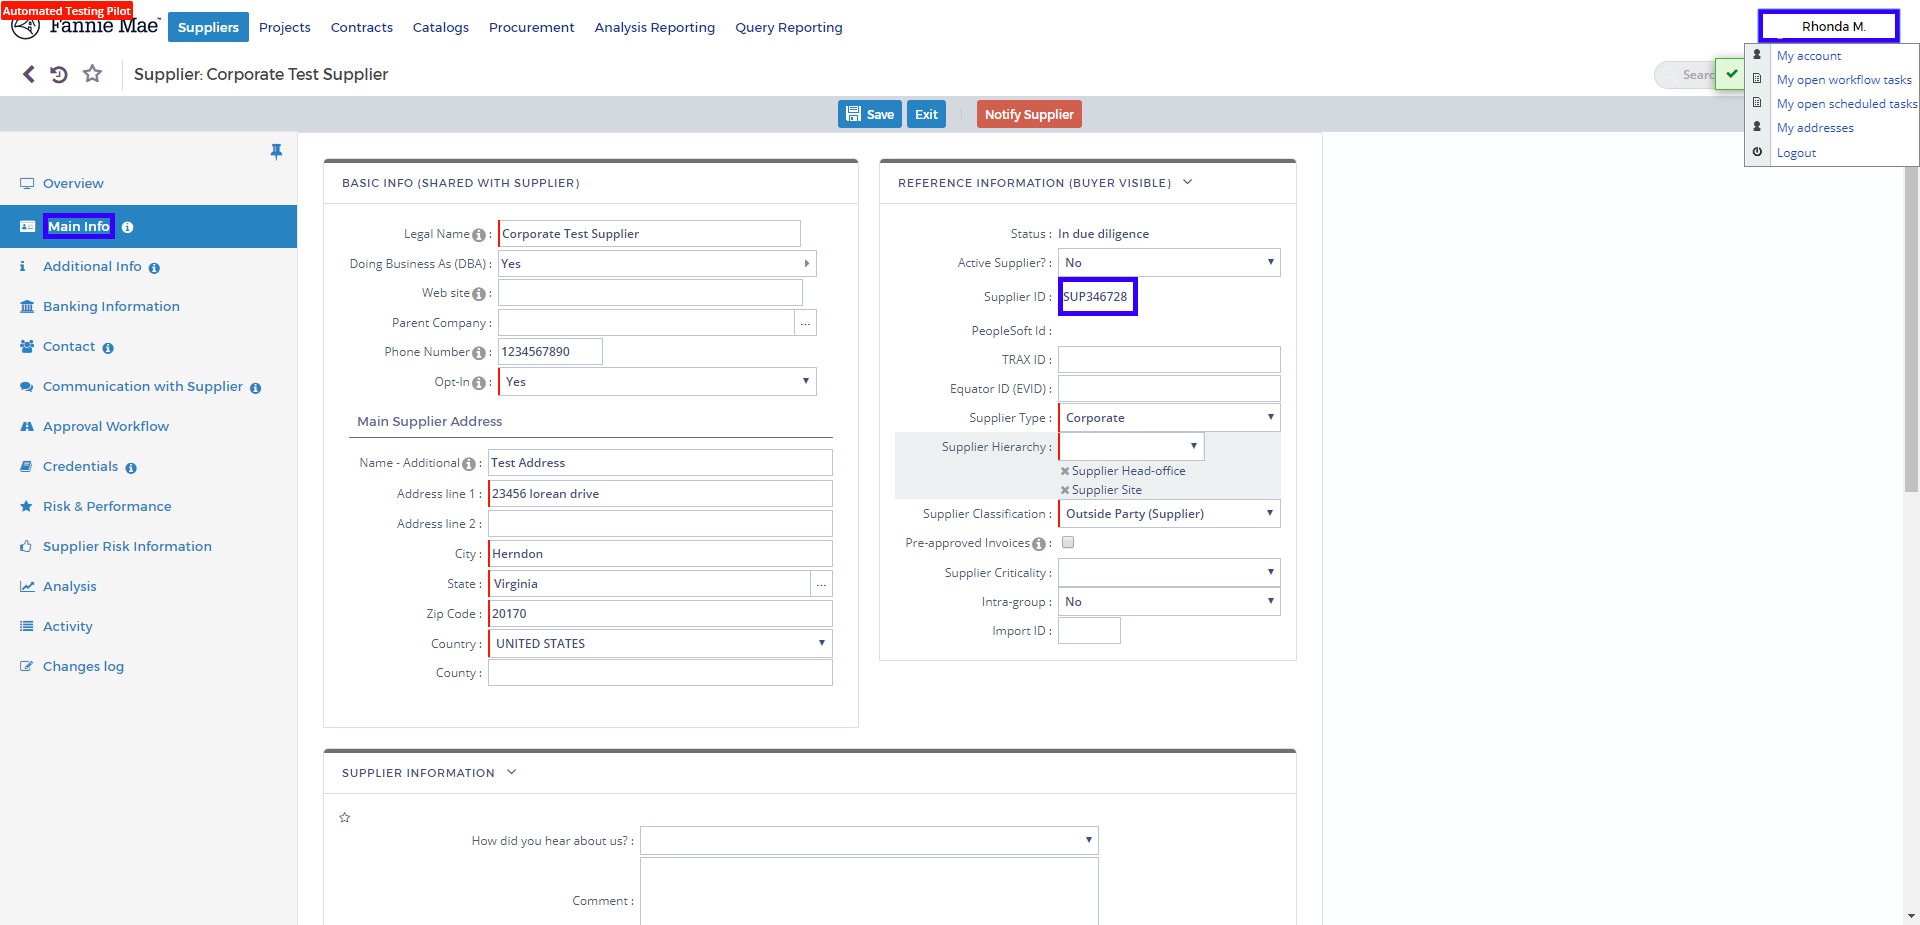 Automated Testing Pilot
Fannie Mae
Suppliers Projects Contracts Catalogs Procurement Analysis Reporting Query Reporting
Rhonda M.
My account
My open workflow tasks
My open scheduled tasks
My addresses
Logout
Supplier: Corporate Test Supplier
Searc
Save Exit Notify Supplier
Overview
Main Info
Additional Info
Banking Information
Contact
Communication with Supplier
Approval Workflow
Credentials
Risk & Performance
Supplier Risk Information
Analysis
Activity
Changes log
BASIC INFO (SHARED WITH SUPPLIER)
Legal Name : Corporate Test Supplier
Doing Business As (DBA) : Yes
Web site :
Parent Company : ...
Phone Number : 1234567890
Opt-In : Yes
Main Supplier Address
Name - Additional : Test Address
Address line 1 : 23456 lorean drive
Address line 2 :
City : Herndon
State : Virginia ...
Zip Code : 20170
Country : UNITED STATES
County :
REFERENCE INFORMATION (BUYER VISIBLE)
Status : In due diligence
Active Supplier? : No
Supplier ID : SUP346728
PeopleSoft Id :
TRAX ID :
Equator ID (EVID) :
Supplier Type : Corporate
Supplier Hierarchy :
Supplier Head-office
Supplier Site
Supplier Classification : Outside Party (Supplier)
Pre-approved Invoices :
Supplier Criticality :
Intra-group : No
Import ID :
SUPPLIER INFORMATION
How did you hear about us? :
Comment :